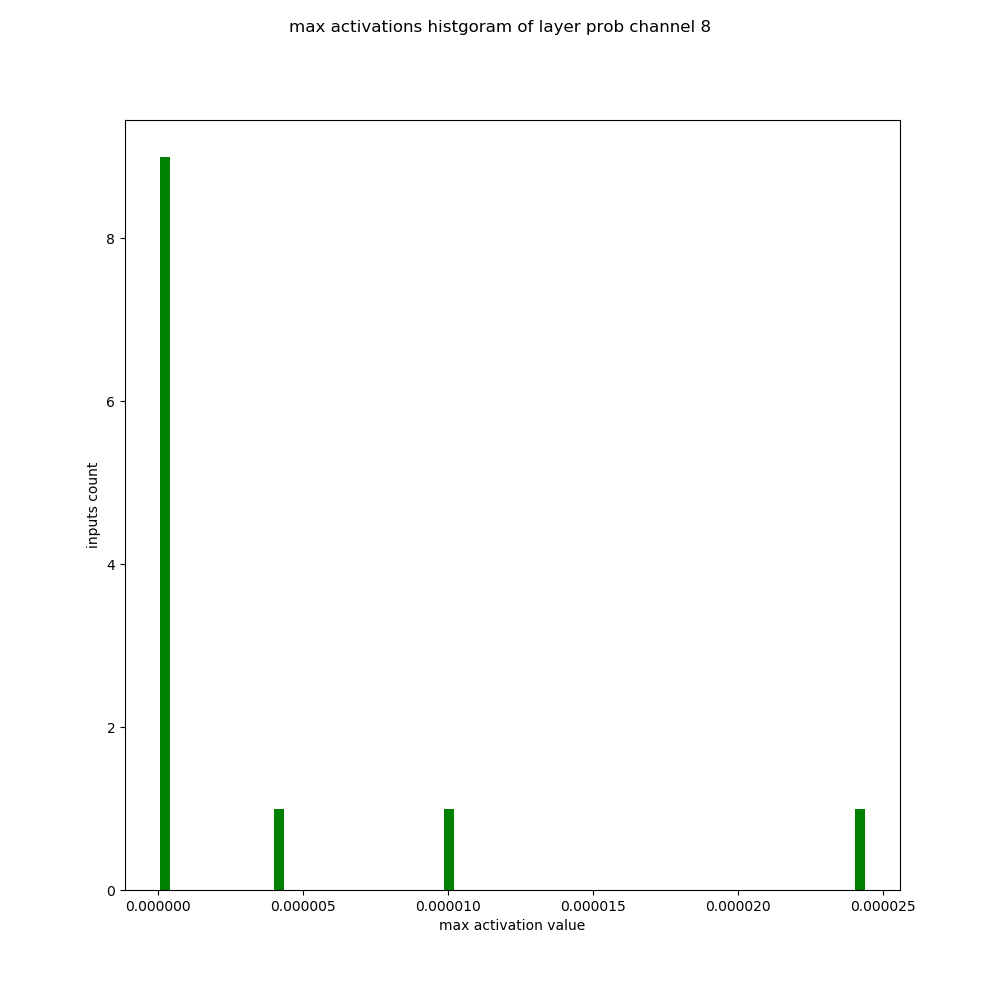 max activations histgoram of layer prob channel 8
8
6
4
2
0
inputs count
0.000000 0.000005 0.000010 0.000015 0.000020 0.000025
max activation value